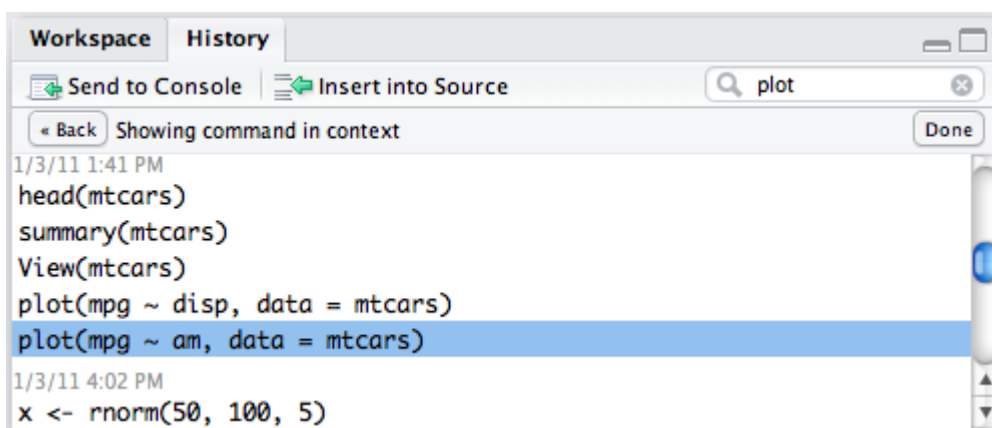 Workspace History
Send to Console Insert into Source plot
« Back Showing command in context Done
1/3/11 1:41 PM
head(mtcars)
summary(mtcars)
View(mtcars)
plot(mpg ~ disp, data = mtcars)
plot(mpg ~ am, data = mtcars)
1/3/11 4:02 PM
x <- rnorm(50, 100, 5)